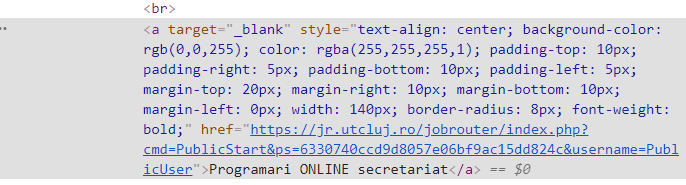 <br>
<a target="_blank" style="text-align: center; background-color:
rgb(0,0,255); color: rgba(255,255,255,1); padding-top: 10px;
padding-right: 5px; padding-bottom: 10px; padding-left: 5px;
margin-top: 20px; margin-right: 10px; margin-bottom: 10px;
margin-left: 0px; width: 140px; border-radius: 8px; font-weight:
bold;" href="https://jr.utcluj.ro/jobrouter/index.php?
cmd=PublicStart&ps=6330740ccd9d8057e06bf9ac15dd824c&username=Publ
icUser">Programari ONLINE secretariat</a> == $0